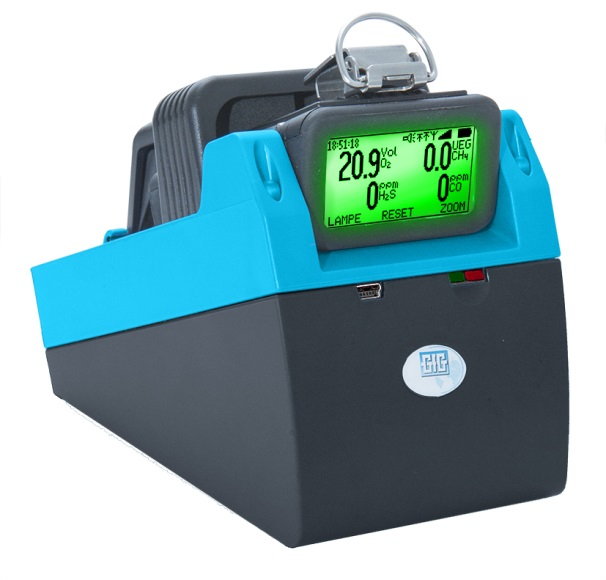 18:51:18
20.9 Vol O₂ 0.0 UEG CH₄
0 ppm H₂S 0 ppm CO
LAMPE RESET ZOOM
GfG